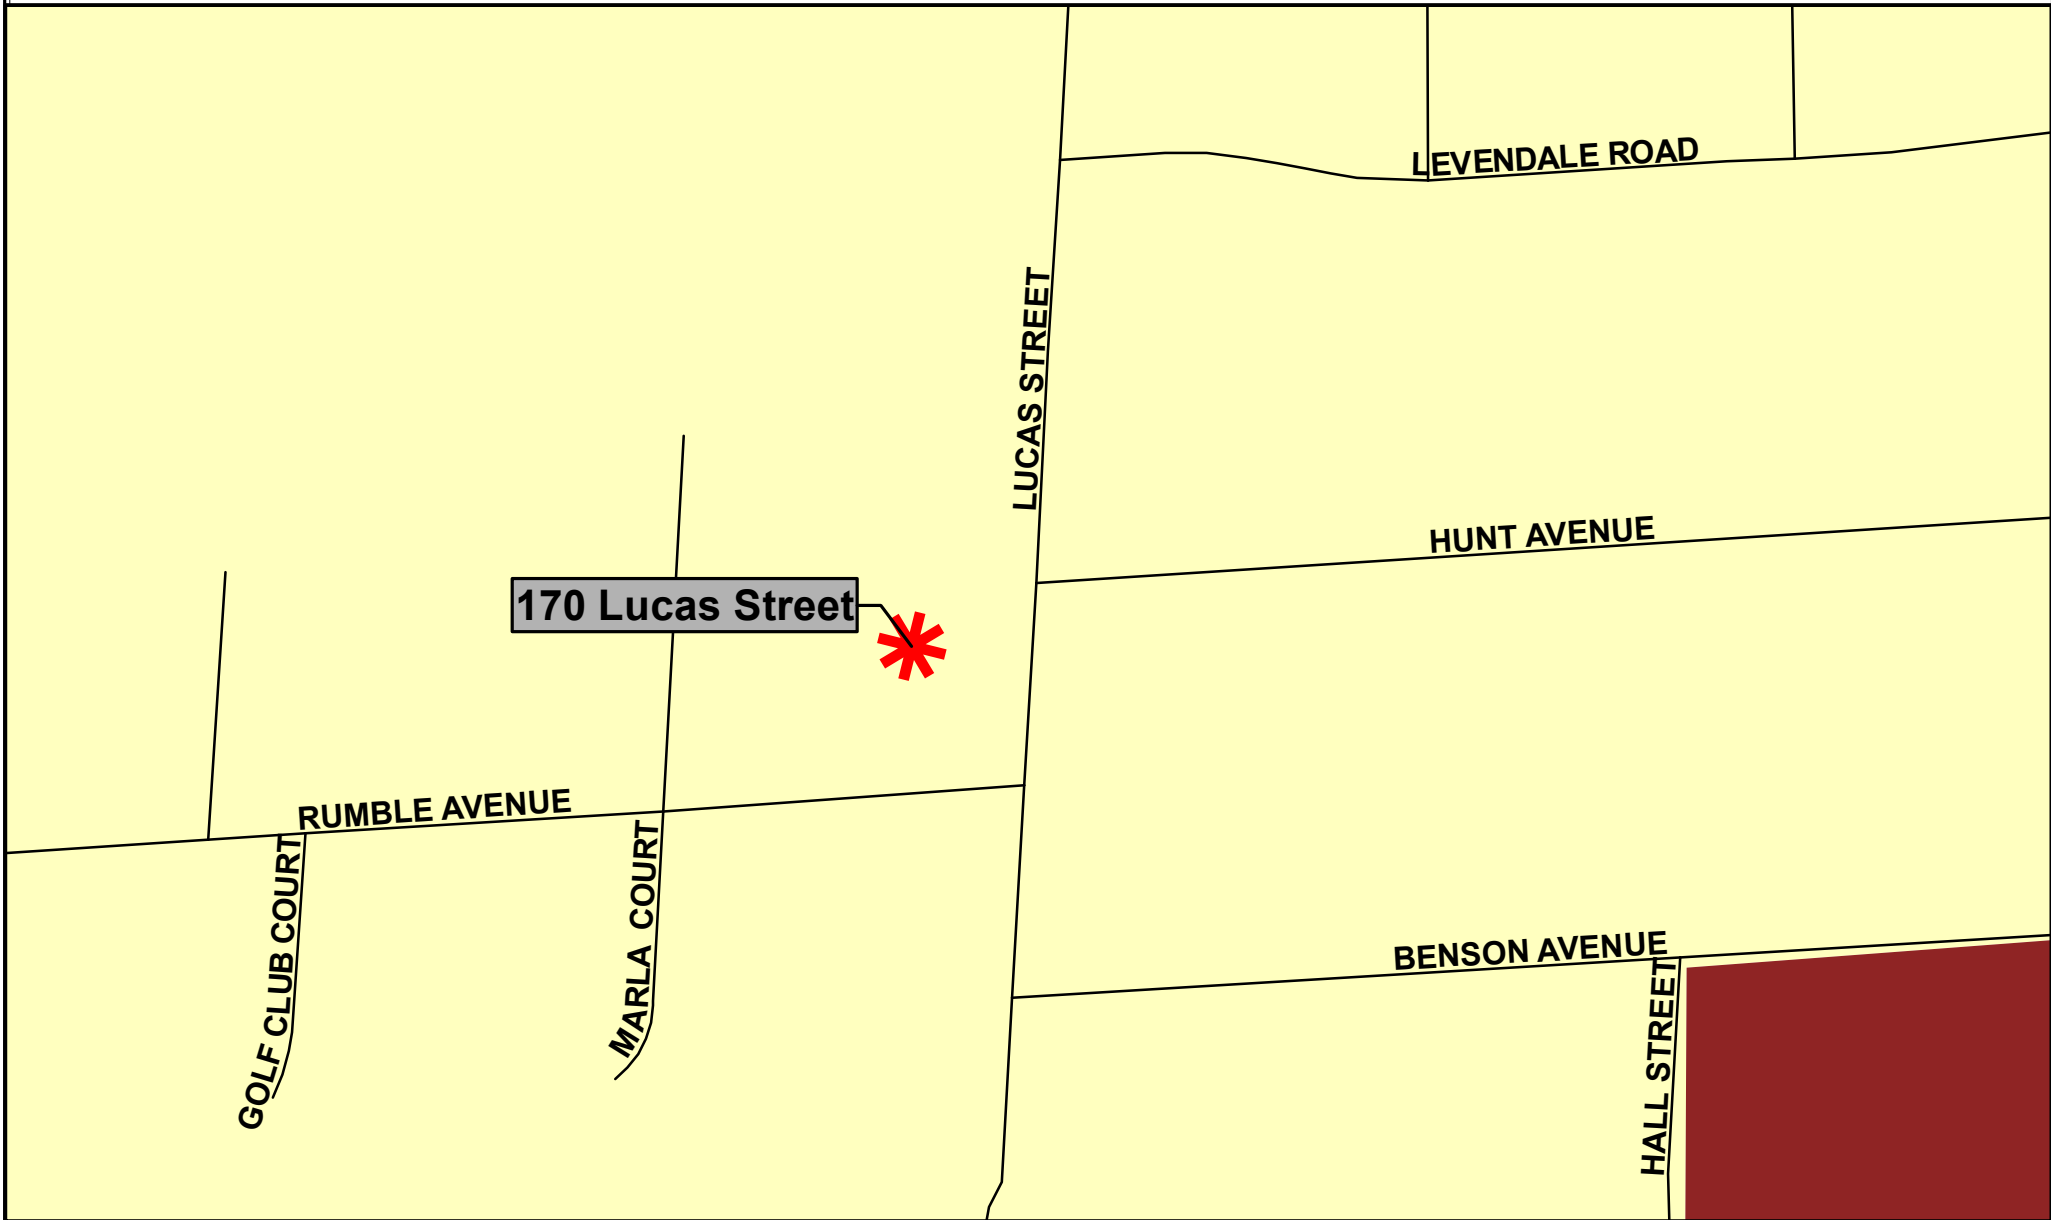 LEVENDALE ROAD
LUCAS STREET
HUNT AVENUE
170 Lucas Street
RUMBLE AVENUE
MARLA COURT
GOLF CLUB COURT
BENSON AVENUE
HALL STREET